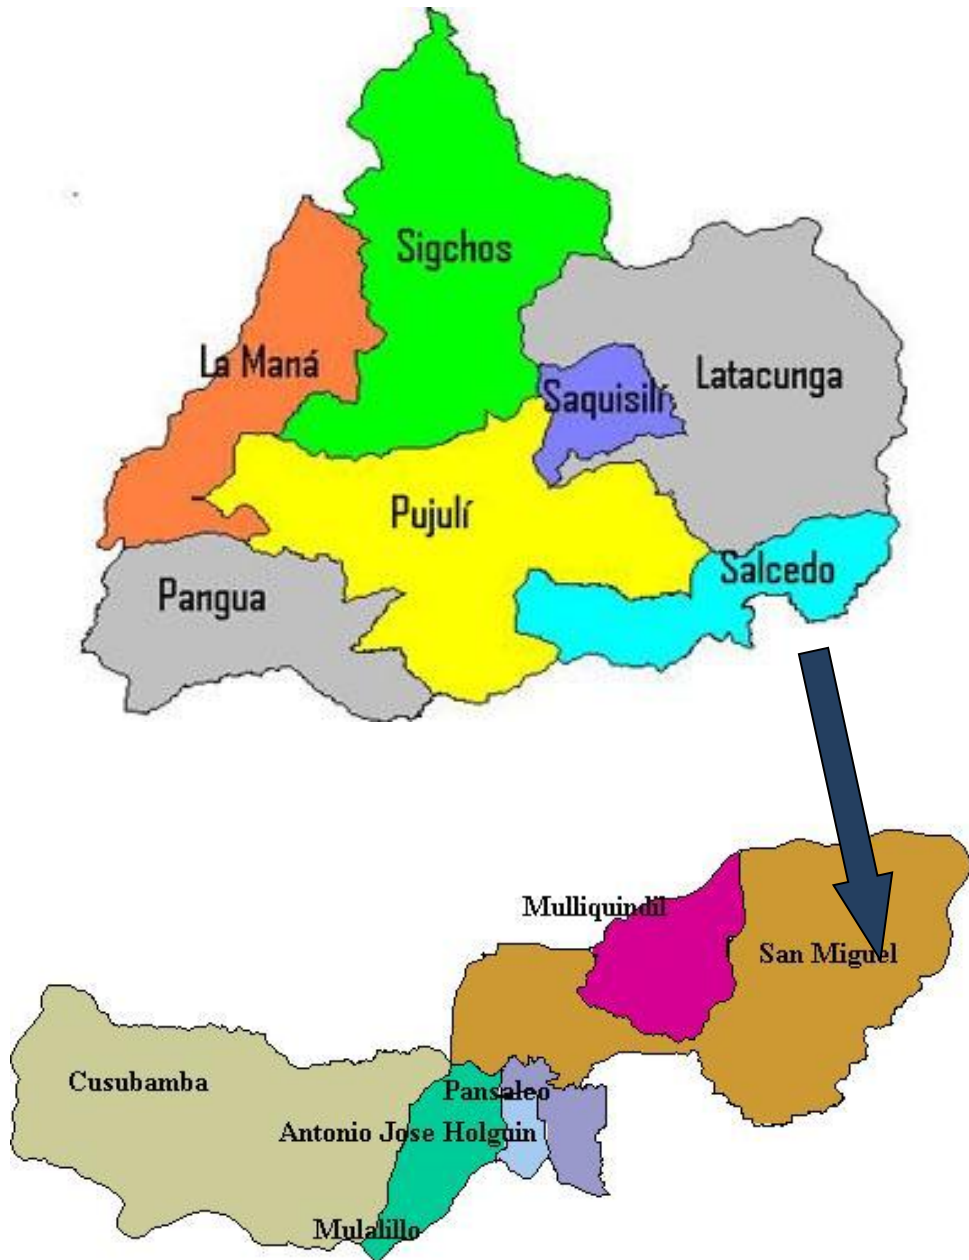 Sigchos
La Maná
Saquisilí
Latacunga
Pujulí
Salcedo
Pangua
Mulliquindil
San Miguel
Cusubamba
Pansaleo
Antonio Jose Holguin
Mulalillo